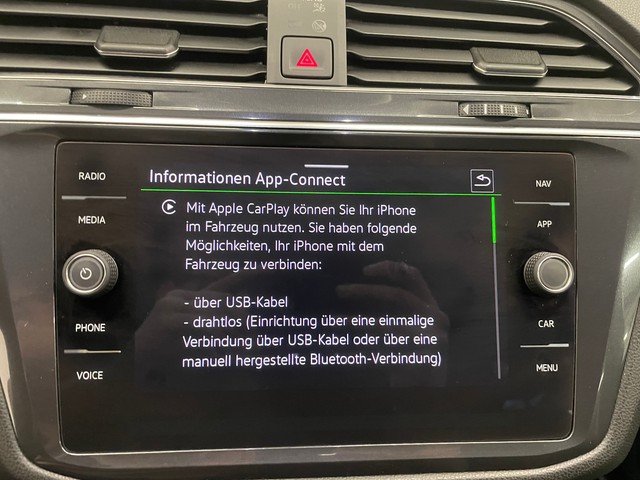 RADIO
MEDIA
PHONE
VOICE
Informationen App-Connect
Mit Apple CarPlay können Sie Ihr iPhone
im Fahrzeug nutzen. Sie haben folgende
Möglichkeiten, Ihr iPhone mit dem
Fahrzeug zu verbinden:
- über USB-Kabel
- drahtlos (Einrichtung über eine einmalige
Verbindung über USB-Kabel oder über eine
manuell hergestellte Bluetooth-Verbindung)
NAV
APP
CAR
MENU